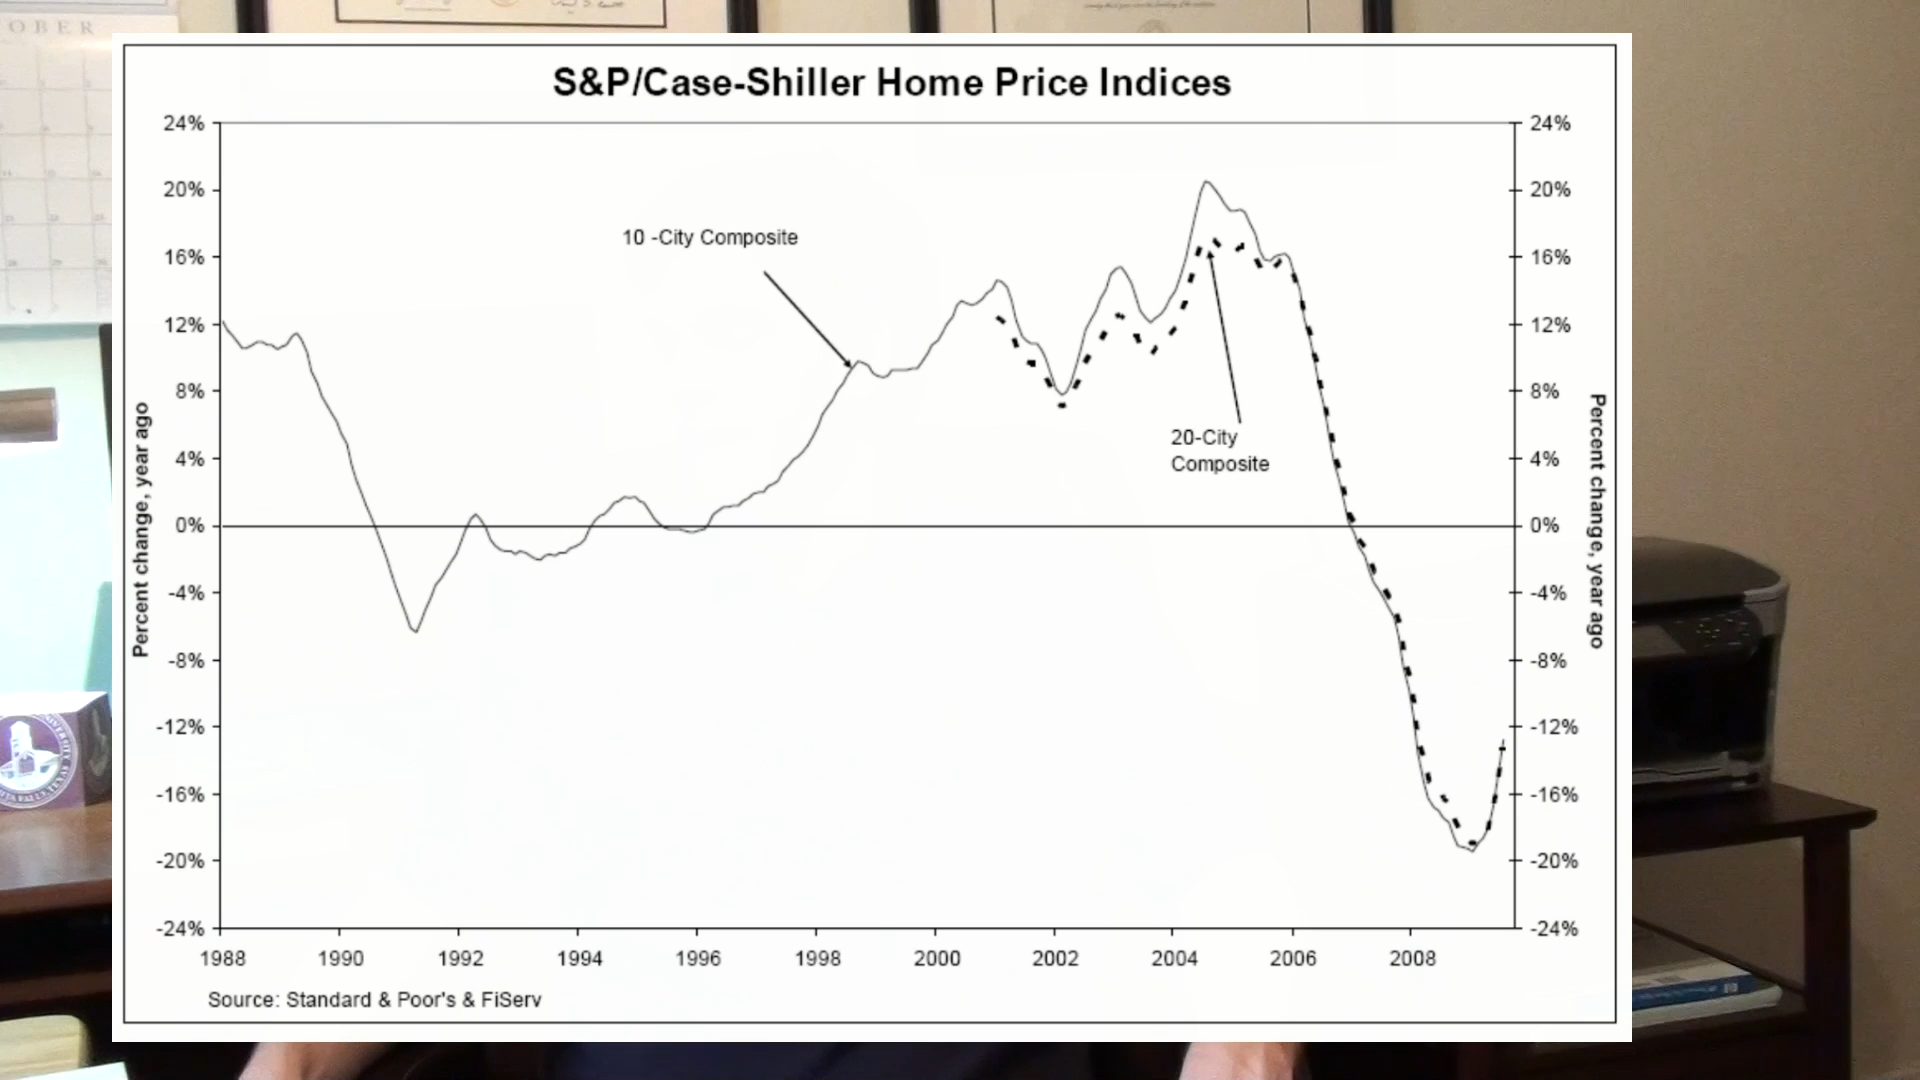 OBER
S&P/Case-Shiller Home Price Indices
24%
20%
16%
12%
8%
4%
0%
-4%
-8%
-12%
-16%
-20%
-24%
Percent change, year ago
10 -City Composite
20-City
Composite
24%
20%
16%
12%
8%
4%
0%
-4%
-8%
-12%
-16%
-20%
-24%
Percent change, year ago
1988 1990 1992 1994 1996 1998 2000 2002 2004 2006 2008
Source: Standard & Poor's & FiServ